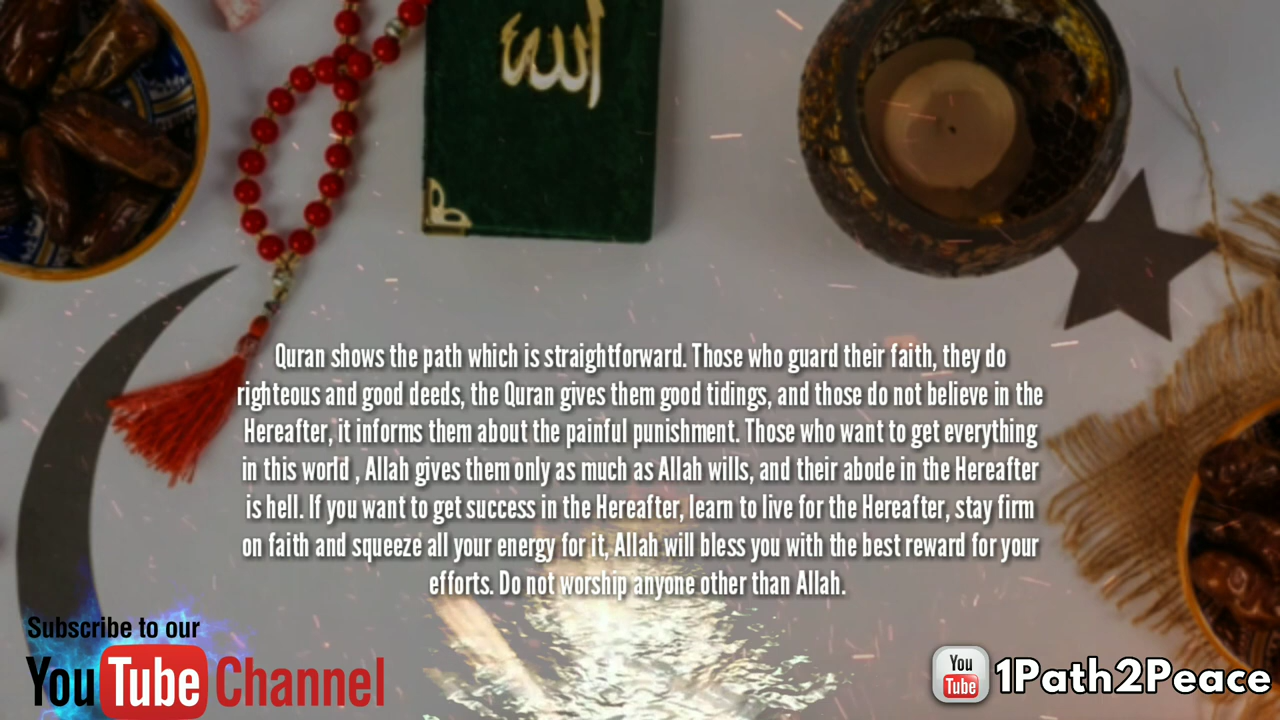 الله
Quran shows the path which is straightforward. Those who guard their faith, they do
righteous and good deeds, the Quran gives them good tidings, and those do not believe in the
Hereafter, it informs them about the painful punishment. Those who want to get everything
in this world , Allah gives them only as much as Allah wills, and their abode in the Hereafter
is hell. If you want to get success in the Hereafter, learn to live for the Hereafter, stay firm
on faith and squeeze all your energy for it, Allah will bless you with the best reward for your
efforts. Do not worship anyone other than Allah.
Subscribe to our
YouTube Channel
You
Tube
1Path2Peace